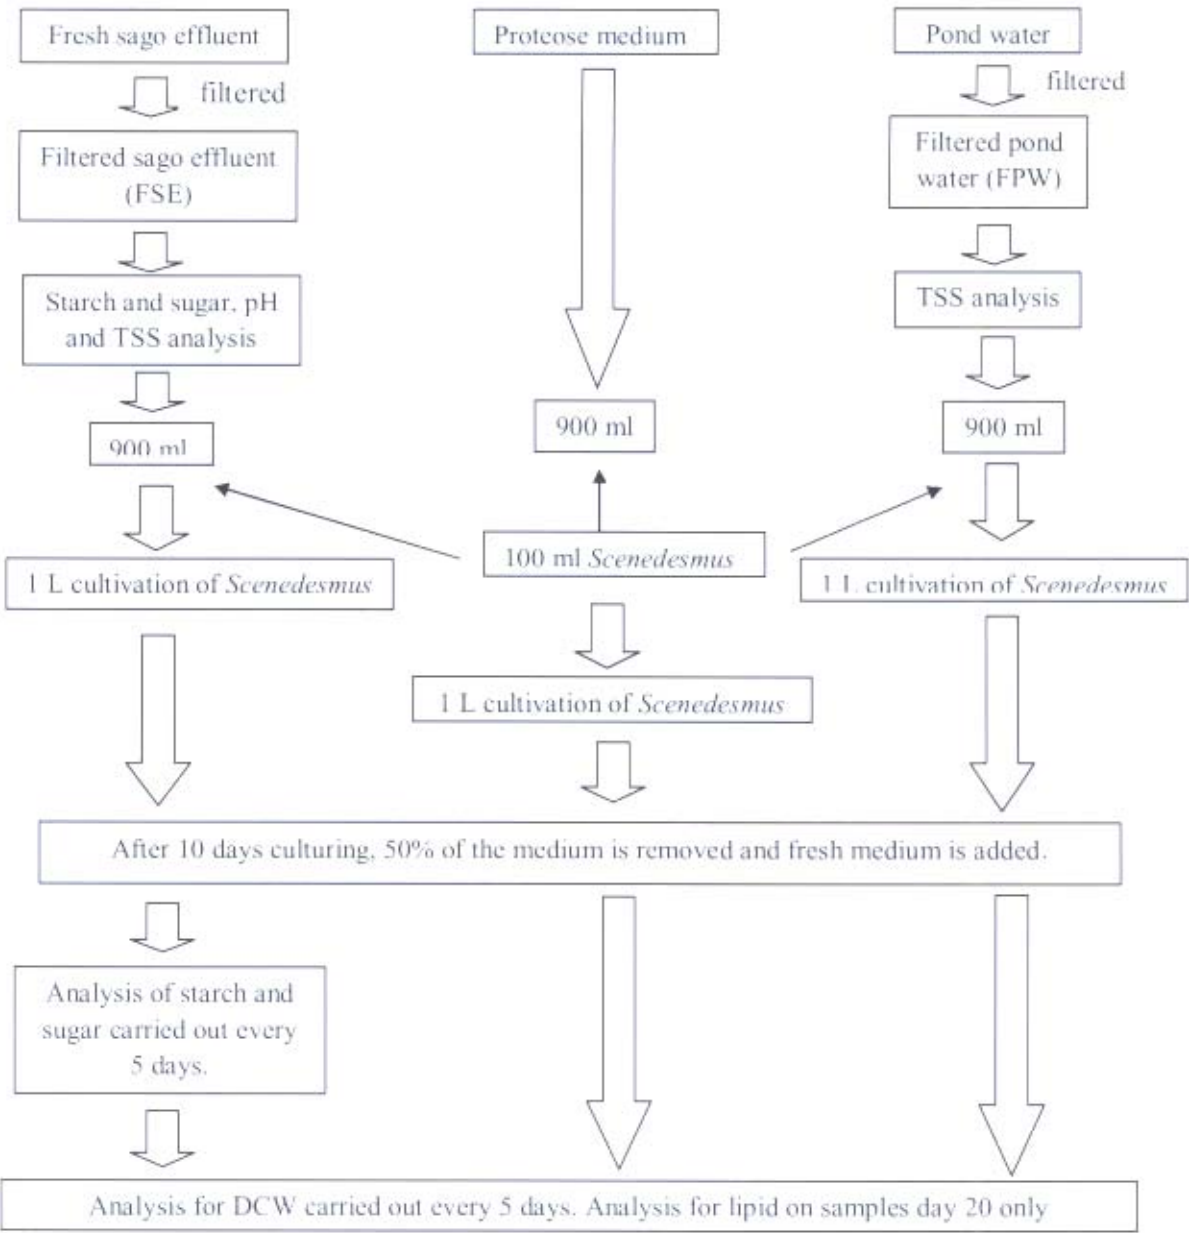 Fresh sago effluent
Proteose medium
Pond water
filtered
filtered
Filtered sago effluent
(FSE)
Filtered pond
water (FPW)
Starch and sugar, pH
and TSS analysis
TSS analysis
900 ml
900 ml
900 ml
100 ml Scenedesmus
1 L cultivation of Scenedesmus
1 L cultivation of Scenedesmus
1 L cultivation of Scenedesmus
After 10 days culturing, 50% of the medium is removed and fresh medium is added.
Analysis of starch and
sugar carried out every
5 days.
Analysis for DCW carried out every 5 days. Analysis for lipid on samples day 20 only